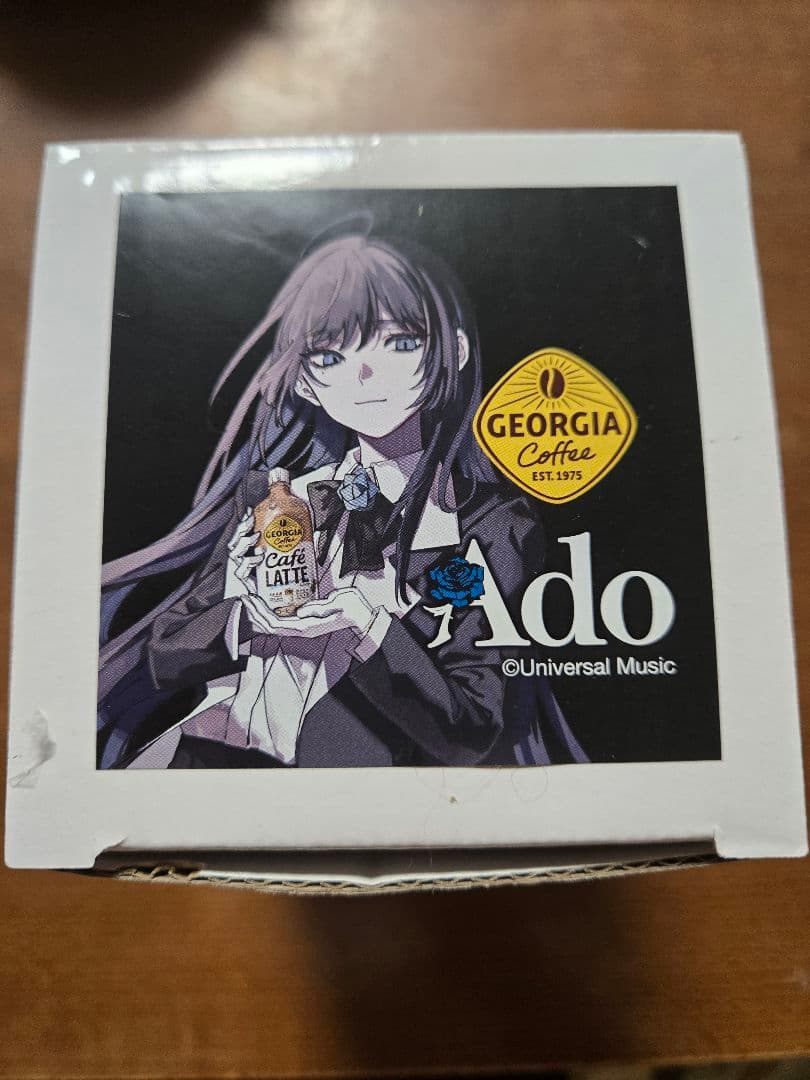 GEORGIA
Coffee
EST. 1975
GEORGIA
Coffee
Café
LATTE
Ado
©Universal Music